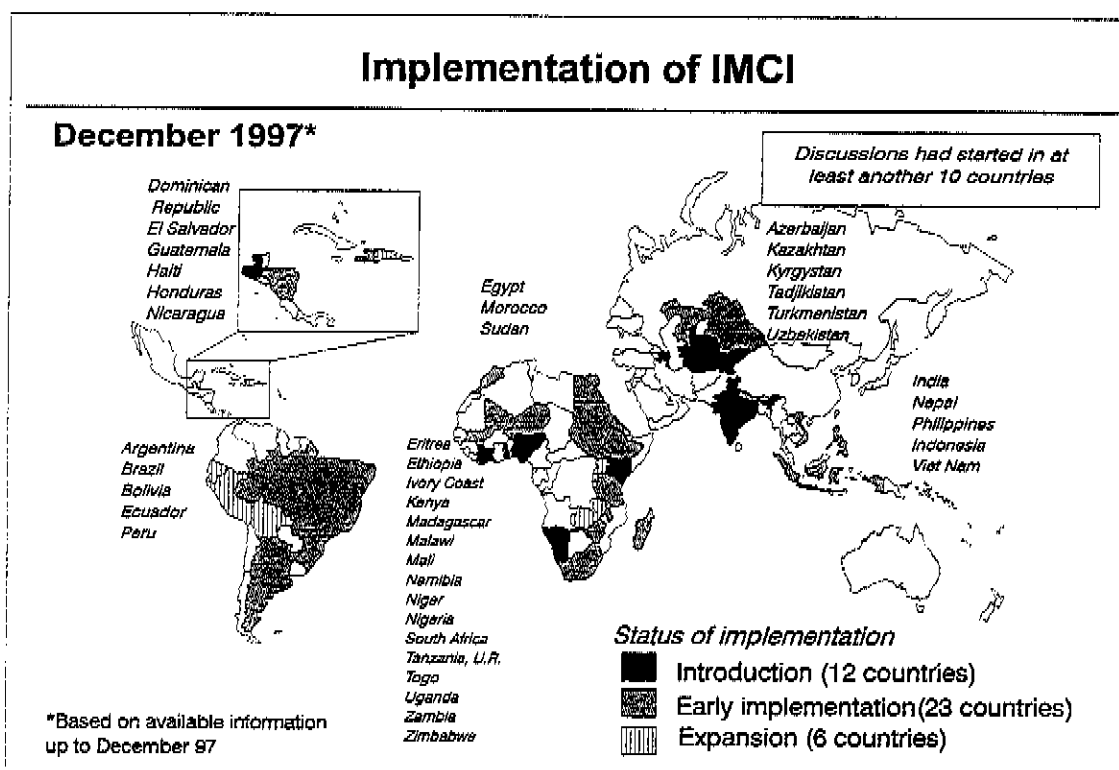 Implementation of IMCI
December 1997*
Discussions had started in at
least another 10 countries
Dominican
Republic
El Salvador
Guatemala
Haiti
Honduras
Nicaragua
Egypt
Morocco
Sudan
Azerbaijan
Kazakhtan
Kyrgystan
Tadjikistan
Turkmenistan
Uzbekistan
India
Nepal
Philippines
Indonesia
Viet Nam
Argentina
Brazil
Bolivia
Ecuador
Peru
Eritrea
Ethiopia
Ivory Coast
Kenya
Madagascar
Malawi
Mali
Namibia
Niger
Nigeria
South Africa
Tanzania, U.R.
Togo
Uganda
Zambia
Zimbabwe
Status of implementation
Introduction (12 countries)
Early implementation (23 countries)
Expansion (6 countries)
*Based on available information
up to December 97